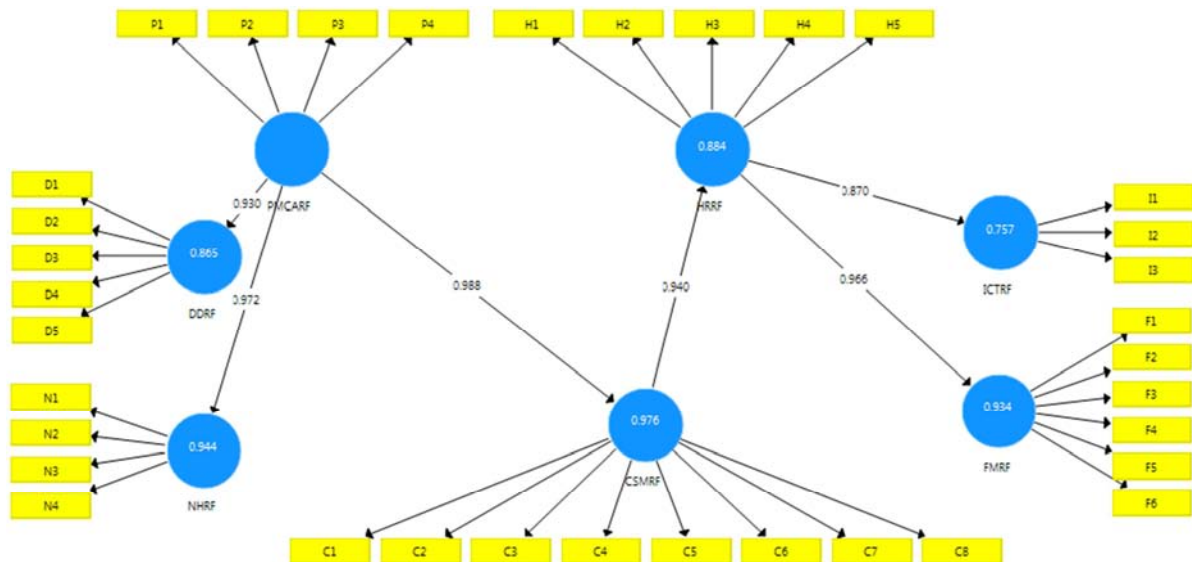 P1 P2 P3 P4 H1 H2 H3 H4 H5
0.884
PMCARF HRRF
0.930
0.870
D1
D2
D3
D4
D5
0.865
DDRF
I1
I2
I3
0.757
ICTRF
0.972
0.988
0.940
0.966
F1
F2
F3
F4
F5
F6
0.934
FMRF
N1
N2
N3
N4
0.944
NHRF
0.976
CSMRF
C1 C2 C3 C4 C5 C6 C7 C8